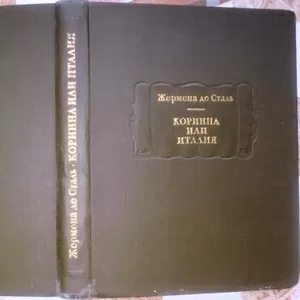 Жермена де Сталь · КОРИННА ИЛИ ИТАЛИЯ
Жермена де Сталь
КОРИННА
ИЛИ
ИТАЛИЯ